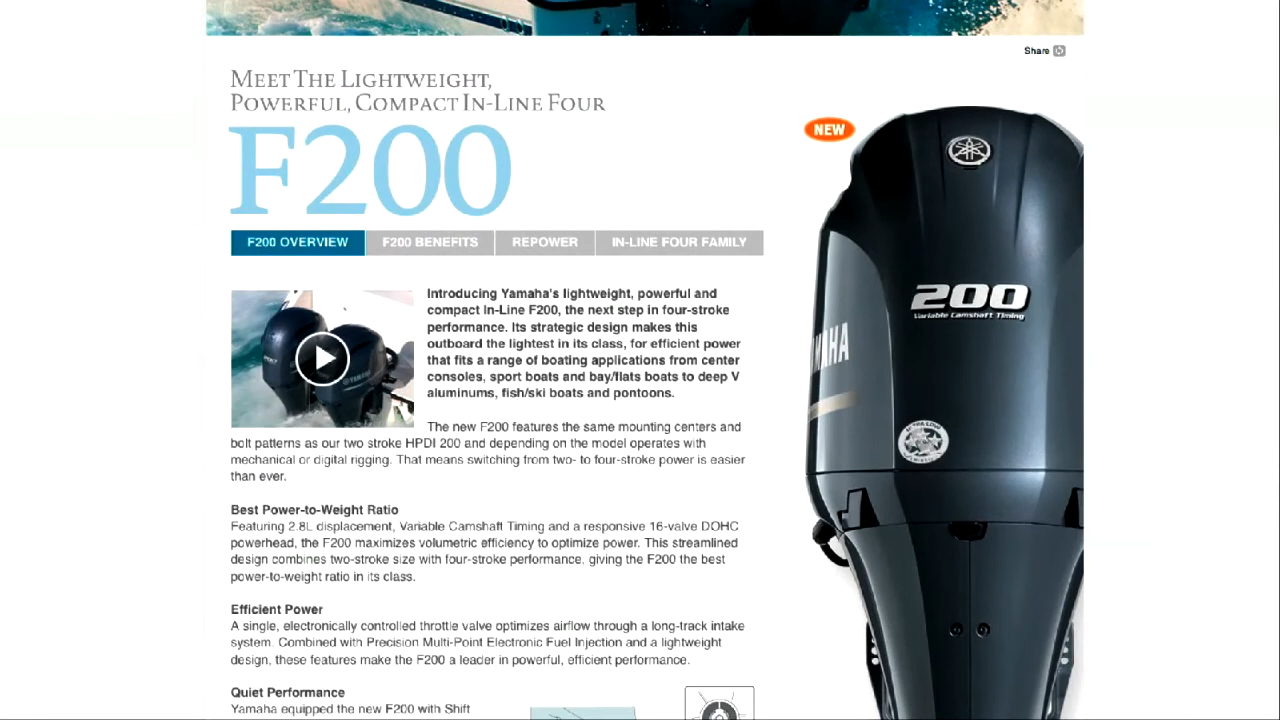 Share
MEET THE LIGHTWEIGHT,
POWERFUL, COMPACT IN-LINE FOUR
F200
NEW
F200 OVERVIEW
F200 BENEFITS
REPOWER
IN-LINE FOUR FAMILY
Introducing Yamaha's lightweight, powerful and
compact In-Line F200, the next step in four-stroke
performance. Its strategic design makes this
outboard the lightest in its class, for efficient power
that fits a range of boating applications from center
consoles, sport boats and bay/flats boats to deep V
aluminums, fish/ski boats and pontoons.
The new F200 features the same mounting centers and
bolt patterns as our two stroke HPDI 200 and depending on the model operates with
mechanical or digital rigging. That means switching from two- to four-stroke power is easier
than ever.
Best Power-to-Weight Ratio
Featuring 2.8L displacement, Variable Camshaft Timing and a responsive 16-valve DOHC
powerhead, the F200 maximizes volumetric efficiency to optimize power. This streamlined
design combines two-stroke size with four-stroke performance, giving the F200 the best
power-to-weight ratio in its class.
Efficient Power
A single, electronically controlled throttle valve optimizes airflow through a long-track intake
system. Combined with Precision Multi-Point Electronic Fuel Injection and a lightweight
design, these features make the F200 a leader in powerful, efficient performance.
Quiet Performance
Yamaha equipped the new F200 with Shift
200
Variable Camshaft Timing
AMAHA